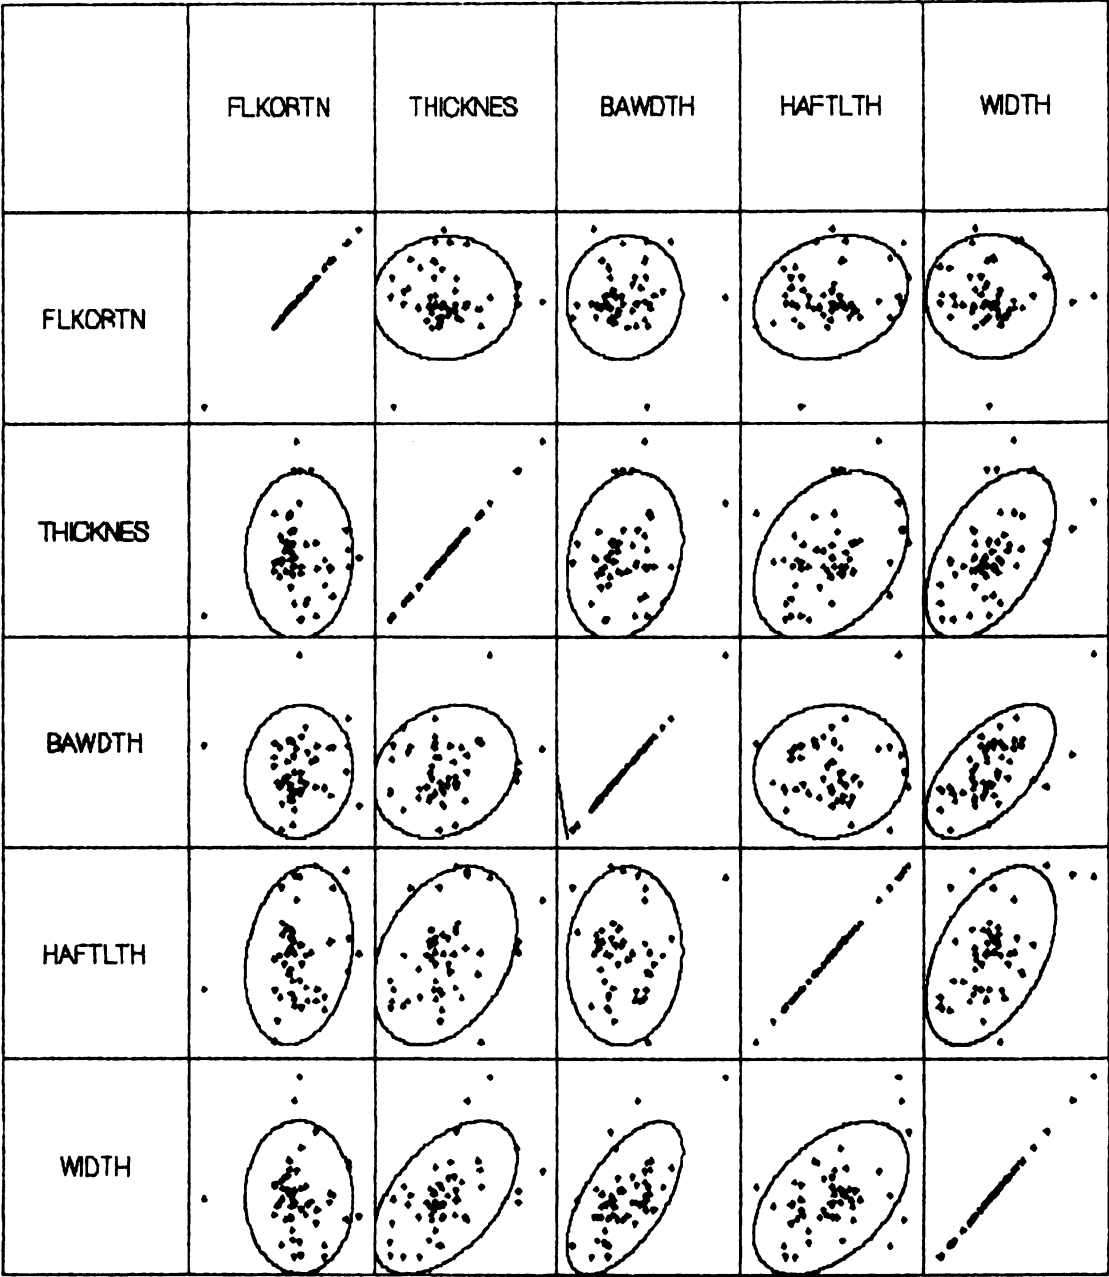 FLKORTN THICKNES BAWDTH HAFTLTH WIDTH
FLKORTN
THICKNES
BAWDTH
HAFTLTH
WIDTH